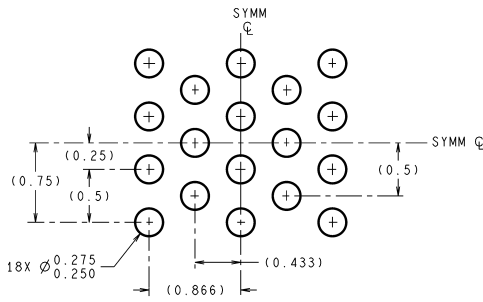 SYMM
℄
SYMM ℄
(0.25)
(0.75)
(0.5)
(0.5)
18X Ø 0.275
0.250
(0.433)
(0.866)